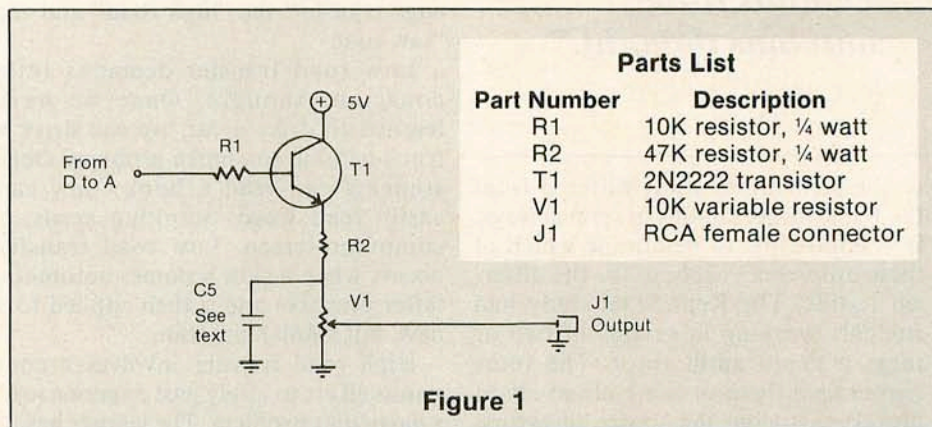 5V
R1
From
D to A
T1
R2
C5
See
text
V1
J1
Output
Parts List
Part Number Description
R1 10K resistor, ¼ watt
R2 47K resistor, ¼ watt
T1 2N2222 transistor
V1 10K variable resistor
J1 RCA female connector
Figure 1